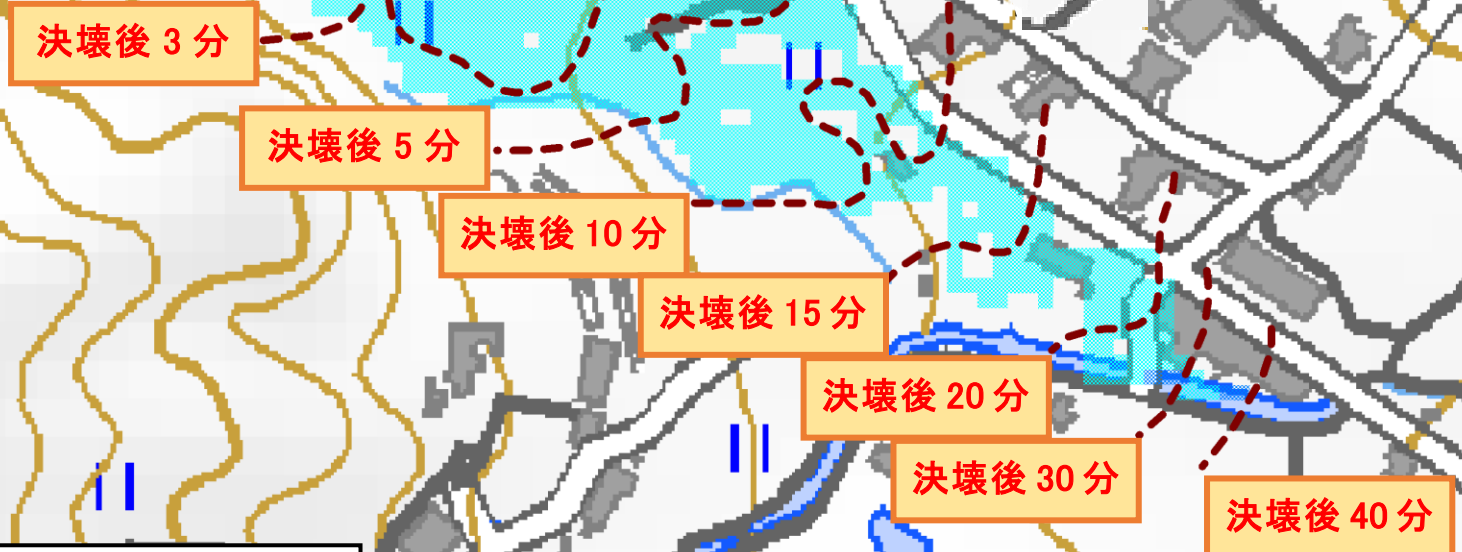 決壊後 3 分
決壊後 5 分
決壊後 10 分
決壊後 15 分
決壊後 20 分
決壊後 30 分
決壊後 40 分